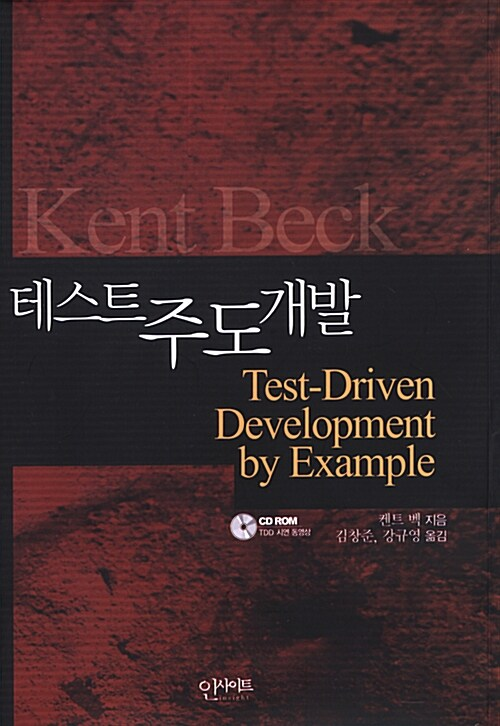 Kent Beck
테스트 주도 개발
Test-Driven
Development
by Example
CD ROM
TDD 시연 동영상
켄트 벡 지음
김창준, 강규영 옮김
인사이트
insight